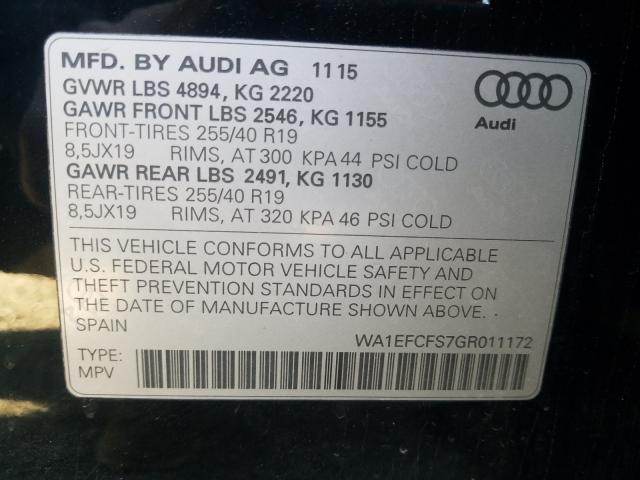 MFD. BY AUDI AG 11 15
GVWR LBS 4894, KG 2220
GAWR FRONT LBS 2546, KG 1155
FRONT-TIRES 255/40 R19
8,5JX19 RIMS, AT 300 KPA 44 PSI COLD
GAWR REAR LBS 2491, KG 1130
REAR-TIRES 255/40 R19
8,5JX19 RIMS, AT 320 KPA 46 PSI COLD
Audi
THIS VEHICLE CONFORMS TO ALL APPLICABLE
U.S. FEDERAL MOTOR VEHICLE SAFETY AND
THEFT PREVENTION STANDARDS IN EFFECT ON
THE DATE OF MANUFACTURE SHOWN ABOVE.
SPAIN
WA1EFCFS7GR011172
TYPE:
MPV